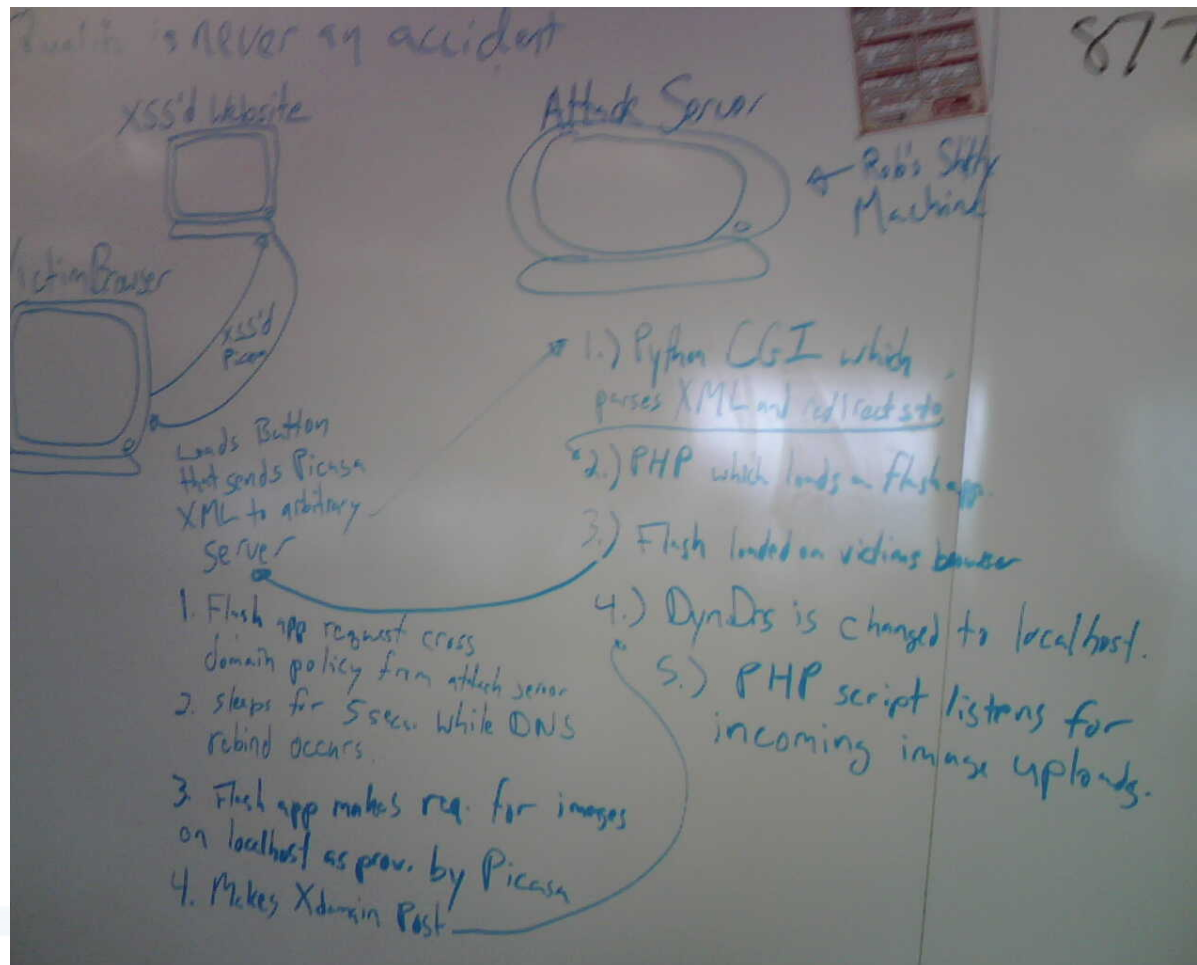 is never an accident
877
XSS'd Website
Attack Server
Rob's Shitty
Machine
VictimBrowser
XSS'd
1.) Python CGI which
parses XML and redirects to
Loads Button
that sends Picasa
XML to arbitrary
server
2.) PHP which loads a flash app.
3.) Flash loaded on victims browser
4.) DynDns is changed to localhost.
5.) PHP script listens for
incoming image uploads.
1. Flash app request cross
domain policy from attack server
2. sleeps for 5 secs. while DNS
rebind occurs.
3. Flash app makes req. for images
on localhost as prov. by Picasa
4. Makes Xdomain Post